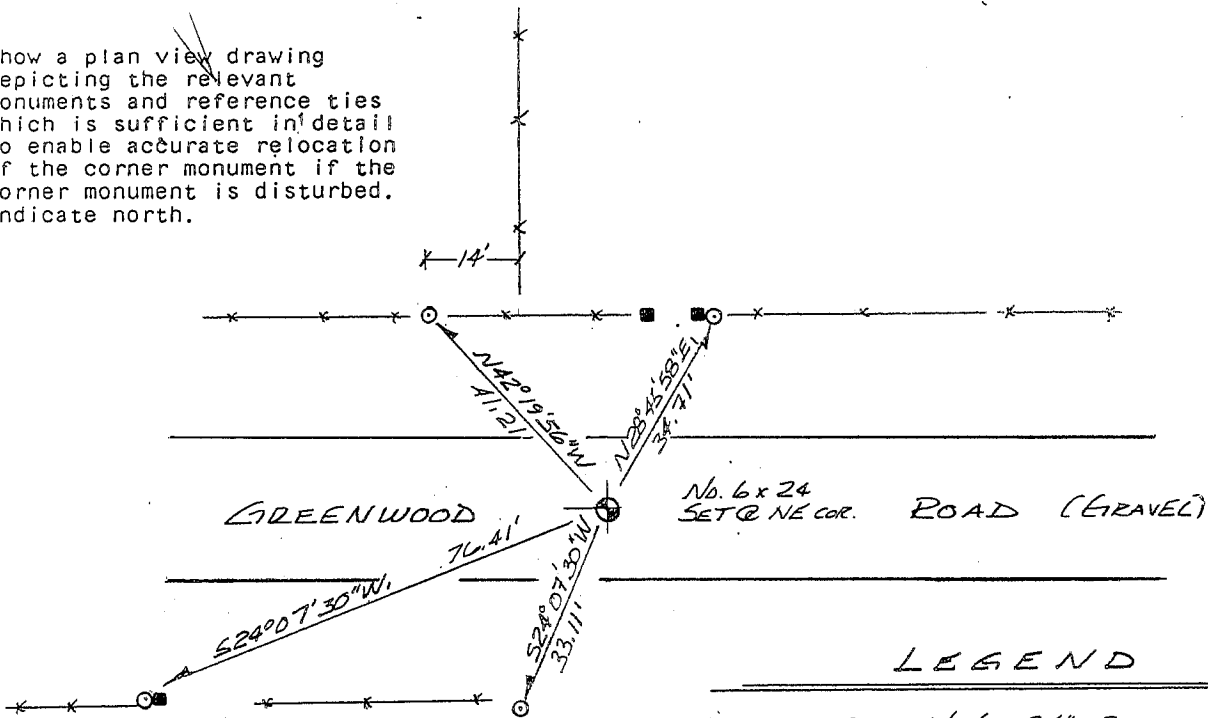 how a plan view drawing
epicting the relevant
onuments and reference ties
hich is sufficient in detail
o enable accurate relocation
f the corner monument if the
orner monument is disturbed.
ndicate north.
14'
N42°19'56"W
41.21
N28°45'58"E
34.71'
GREENWOOD
No. 6 x 24
SET @ NE COR.
ROAD (GRAVEL)
76.41'
S24°07'30"W
S24°07'30"W
33.11'
LEGEND